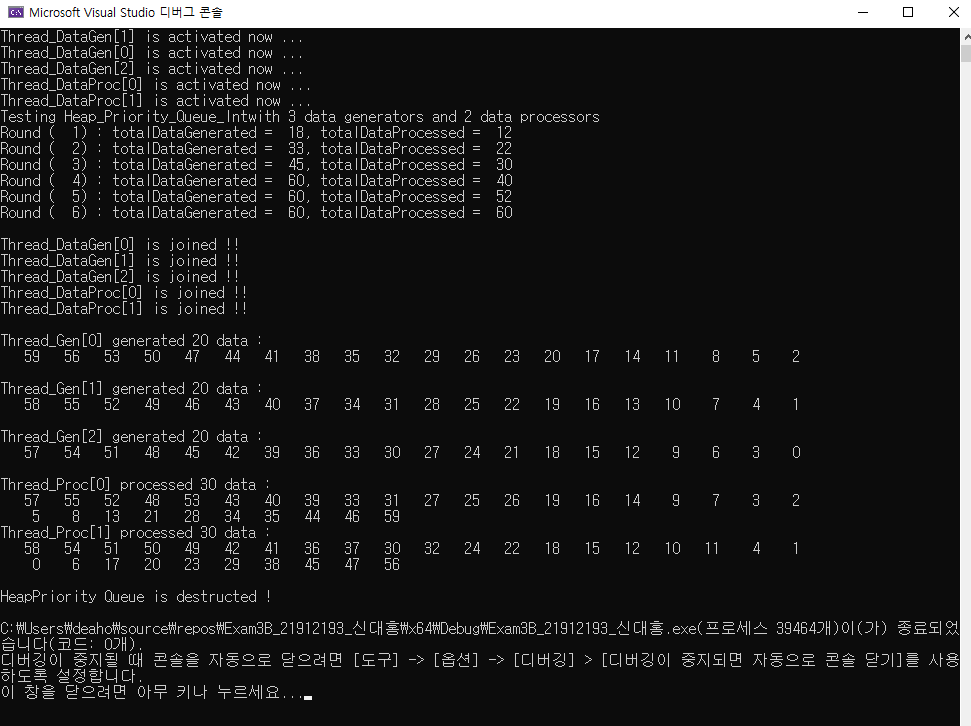 Microsoft Visual Studio 디버그 콘솔
Thread_DataGen[1] is activated now ...
Thread_DataGen[0] is activated now ...
Thread_DataGen[2] is activated now ...
Thread_DataProc[0] is activated now ...
Thread_DataProc[1] is activated now ...
Testing Heap_Priority_Queue_Intwith 3 data generators and 2 data processors
Round (  1) : totalDataGenerated =  18, totalDataProcessed =  12
Round (  2) : totalDataGenerated =  33, totalDataProcessed =  22
Round (  3) : totalDataGenerated =  45, totalDataProcessed =  30
Round (  4) : totalDataGenerated =  60, totalDataProcessed =  40
Round (  5) : totalDataGenerated =  60, totalDataProcessed =  52
Round (  6) : totalDataGenerated =  60, totalDataProcessed =  60
Thread_DataGen[0] is joined !!
Thread_DataGen[1] is joined !!
Thread_DataGen[2] is joined !!
Thread_DataProc[0] is joined !!
Thread_DataProc[1] is joined !!
Thread_Gen[0] generated 20 data :
59 56 53 50 47 44 41 38 35 32 29 26 23 20 17 14 11 8 5 2
Thread_Gen[1] generated 20 data :
58 55 52 49 46 43 40 37 34 31 28 25 22 19 16 13 10 7 4 1
Thread_Gen[2] generated 20 data :
57 54 51 48 45 42 39 36 33 30 27 24 21 18 15 12 9 6 3 0
Thread_Proc[0] processed 30 data :
57 55 52 48 53 43 40 39 33 31 27 25 26 19 16 14 9 7 3 2
5 8 13 21 28 34 35 44 46 59
Thread_Proc[1] processed 30 data :
58 54 51 50 49 42 41 36 37 30 32 24 22 18 15 12 10 11 4 1
0 6 17 20 23 29 38 45 47 56
HeapPriority Queue is destructed !
C:\Users\deaho\source\repos\Exam3B_21912193_신대홍\x64\Debug\Exam3B_21912193_신대홍.exe(프로세스 39464개)이(가) 종료되었
습니다(코드: 0개).
디버깅이 중지될 때 콘솔을 자동으로 닫으려면 [도구] -> [옵션] -> [디버깅] > [디버깅이 중지되면 자동으로 콘솔 닫기]를 사용
하도록 설정합니다.
이 창을 닫으려면 아무 키나 누르세요...